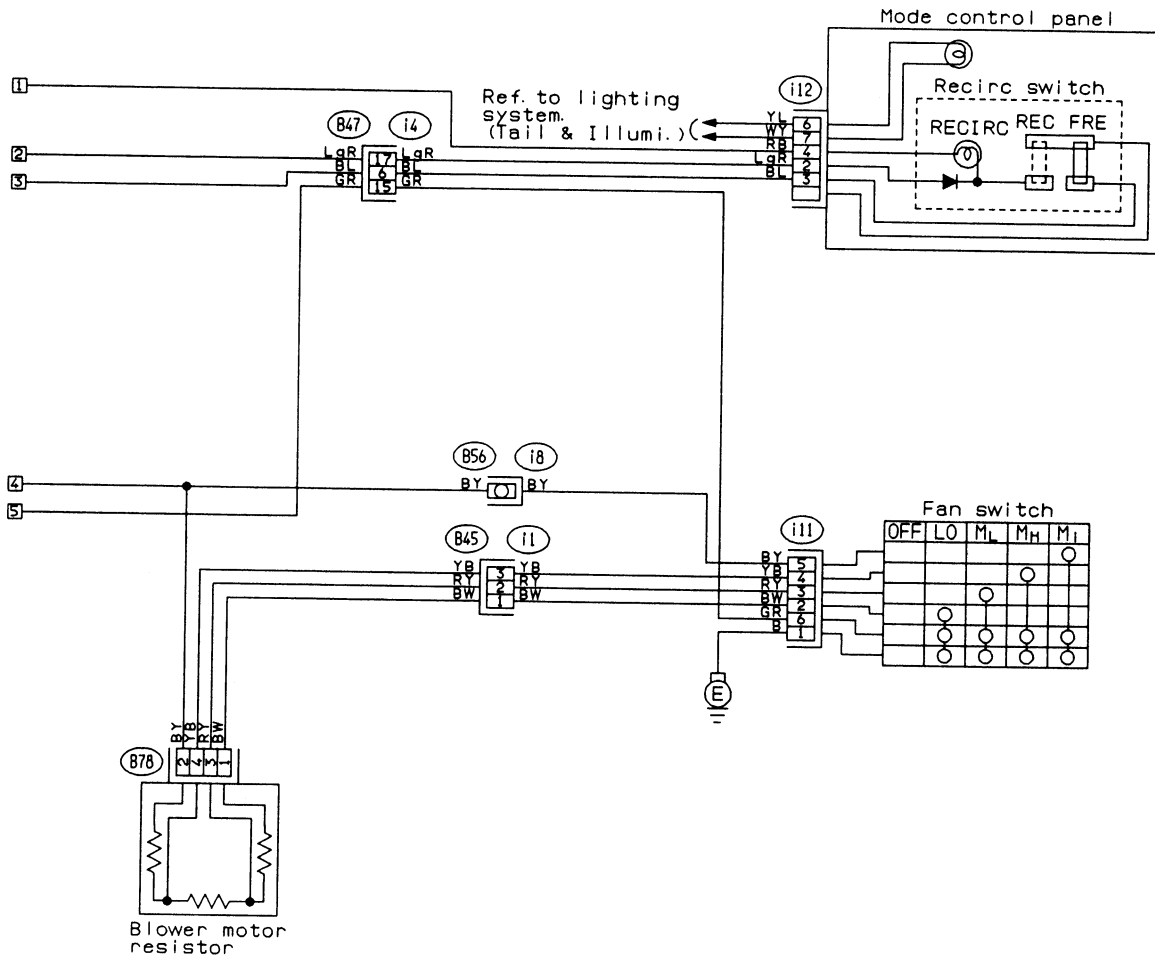 Mode control panel
1
Ref. to lighting
system.
(Tail & Illumi.)
i12
Recirc switch
RECIRC REC FRE
YL 6
WY 7
RB 4
LgR 2
BL 3
B47 i4
2
LgR 17 LgR
3
BL 6 BL
GR 15 GR
B56 i8
4
BY BY
5
Fan switch
OFF LO ML MH MI
i11
B45 i1
YB 3 YB
RY 2 RY
BW 1 BW
BY 5
YB 4
RY 3
BW 2
GR 6
B 1
E
BY YB RY BW
B78
2 4 3 1
Blower motor
resistor